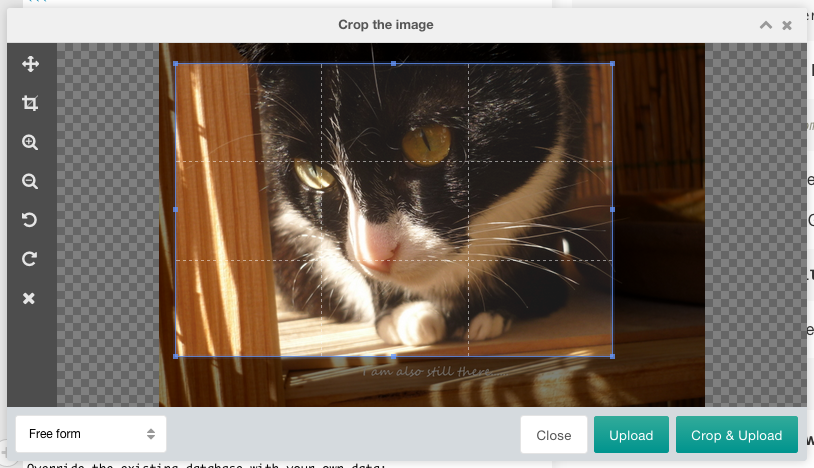 Crop the image
I am also still there.....
Free form
Close
Upload
Crop & Upload
Override the existing database with your own data: